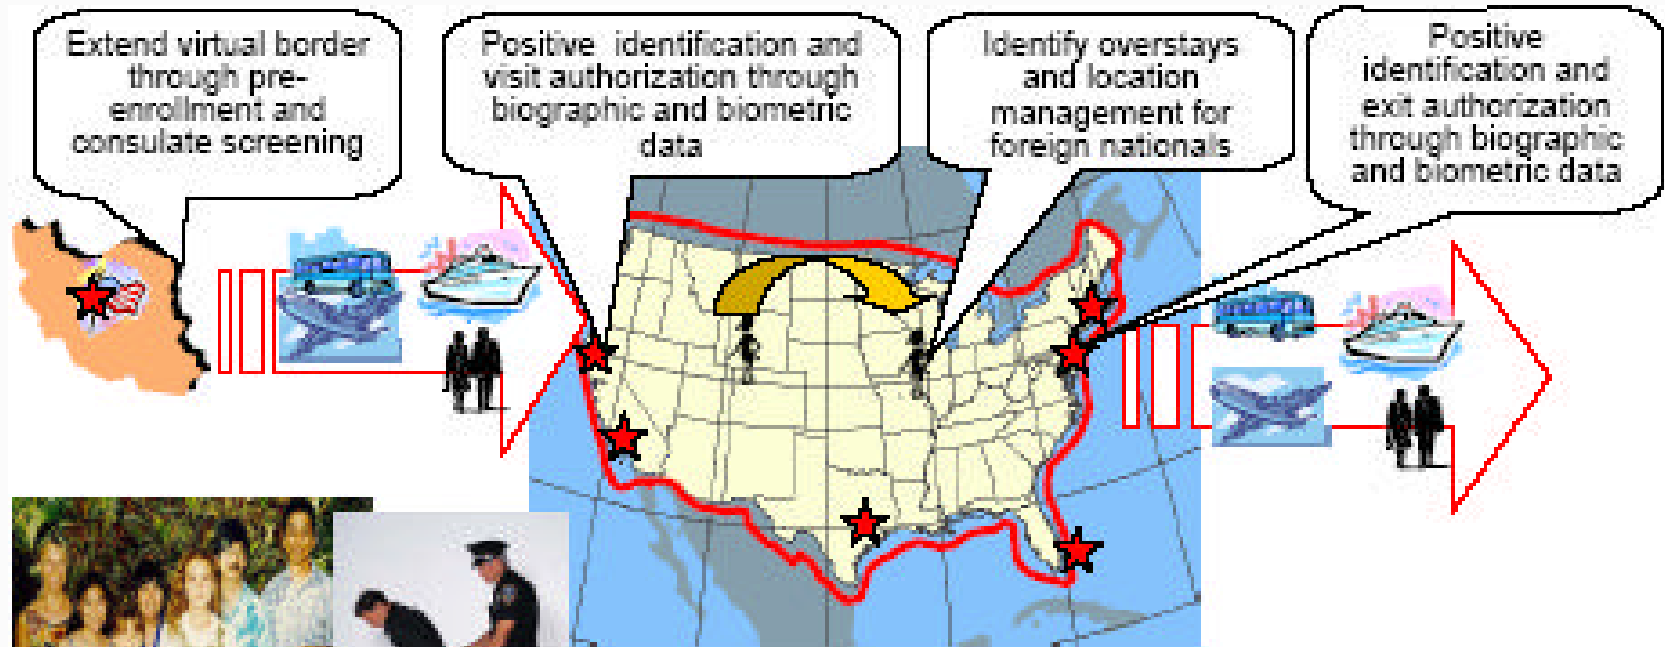 Extend virtual border
through pre-
enrollment and
consulate screening
Positive identification and
visit authorization through
biographic and biometric
data
Identify overstays
and location
management for
foreign nationals
Positive
identification and
exit authorization
through biographic
and biometric data